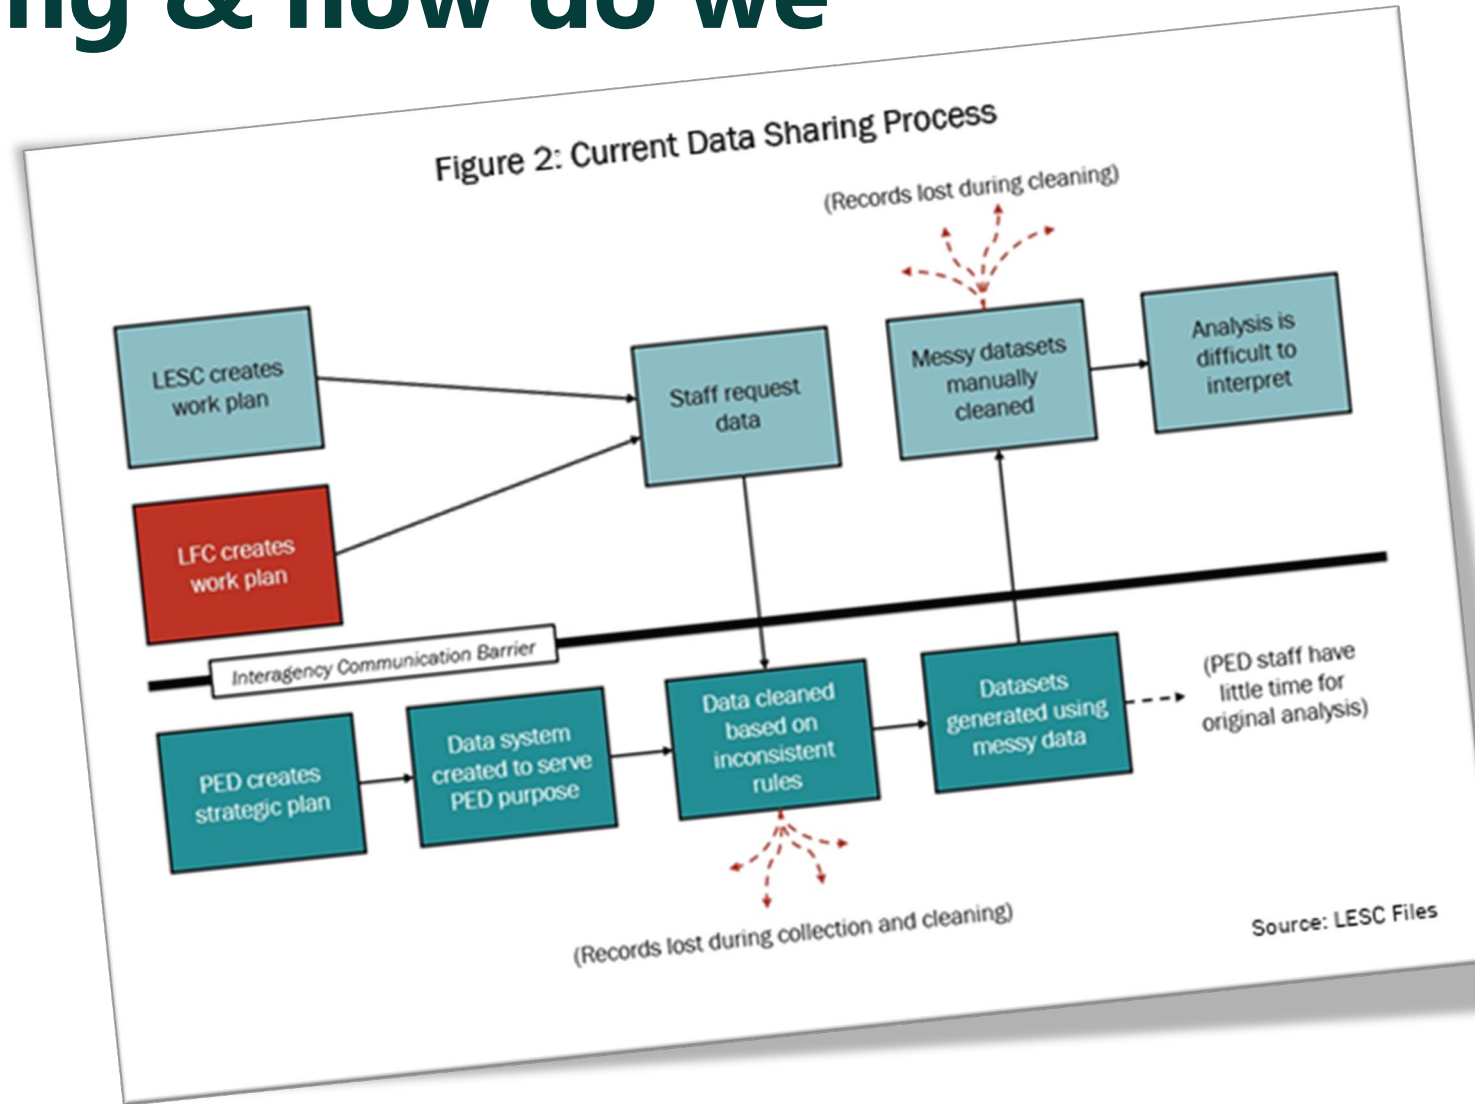 ng & how do we
Figure 2: Current Data Sharing Process
(Records lost during cleaning)
LESC creates
work plan
Staff request
data
Messy datasets
manually
cleaned
Analysis is
difficult to
interpret
LFC creates
work plan
Interagency Communication Barrier
PED creates
strategic plan
Data system
created to serve
PED purpose
Data cleaned
based on
inconsistent
rules
Datasets
generated using
messy data
(PED staff have
little time for
original analysis)
(Records lost during collection and cleaning)
Source: LESC Files